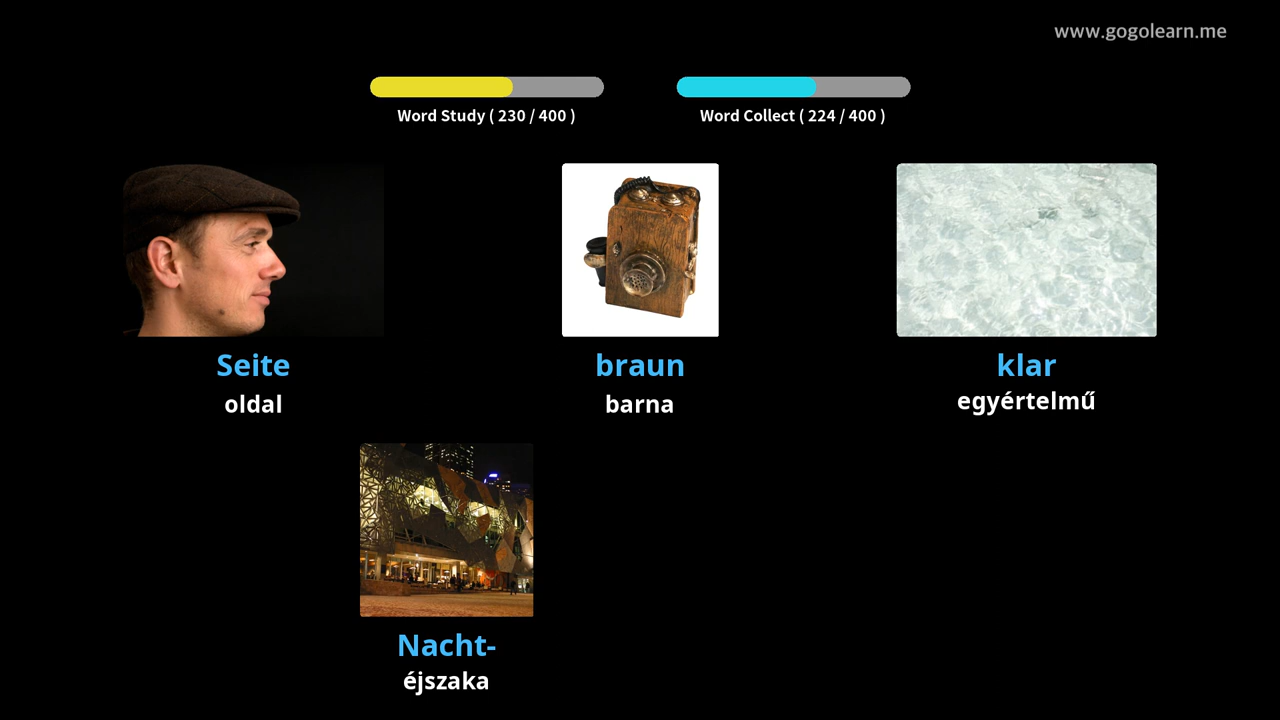 www.gogolearn.me
Word Study ( 230 / 400 )
Word Collect ( 224 / 400 )
Seite
oldal
braun
barna
klar
egyértelmű
Nacht-
éjszaka